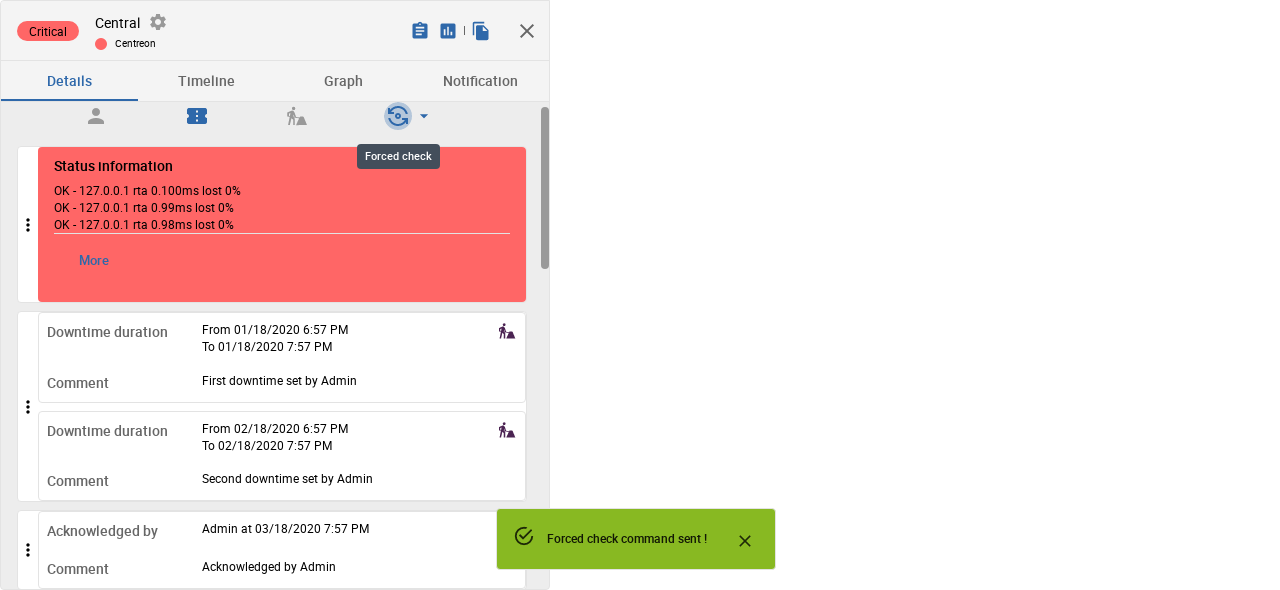 Critical
Central
Centreon
Details
Timeline
Graph
Notification
Forced check
Status information
OK - 127.0.0.1 rta 0.100ms lost 0%
OK - 127.0.0.1 rta 0.99ms lost 0%
OK - 127.0.0.1 rta 0.98ms lost 0%
More
Downtime duration
From 01/18/2020 6:57 PM
To 01/18/2020 7:57 PM
Comment
First downtime set by Admin
Downtime duration
From 02/18/2020 6:57 PM
To 02/18/2020 7:57 PM
Comment
Second downtime set by Admin
Acknowledged by
Admin at 03/18/2020 7:57 PM
Comment
Acknowledged by Admin
Forced check command sent !